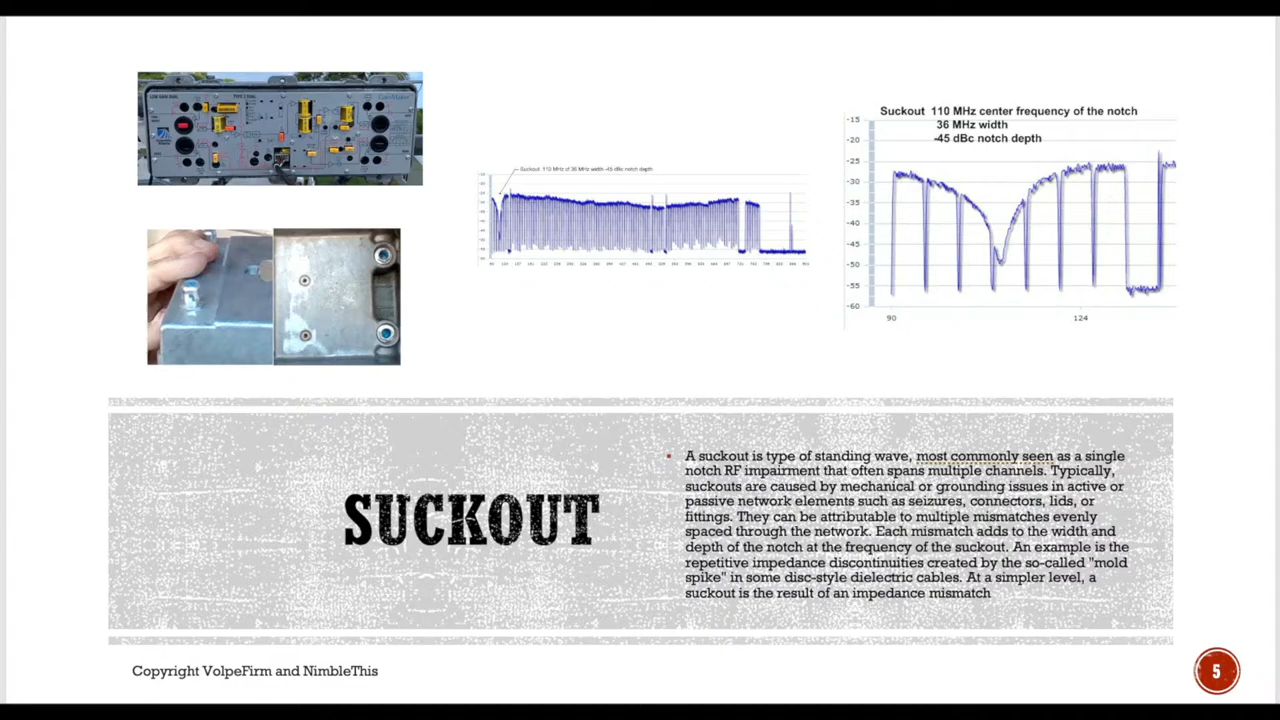 Suckout 110 MHz center frequency of the notch
36 MHz width
-45 dBc notch depth
-15
-20
-25
-30
-35
-40
-45
-50
-55
-60
90
124
SUCKOUT
A suckout is type of standing wave, most commonly seen as a single
notch RF impairment that often spans multiple channels. Typically,
suckouts are caused by mechanical or grounding issues in active or
passive network elements such as seizures, connectors, lids, or
fittings. They can be attributable to multiple mismatches evenly
spaced through the network. Each mismatch adds to the width and
depth of the notch at the frequency of the suckout. An example is the
repetitive impedance discontinuities created by the so-called "mold
spike" in some disc-style dielectric cables. At a simpler level, a
suckout is the result of an impedance mismatch
Copyright VolpeFirm and NimbleThis
5